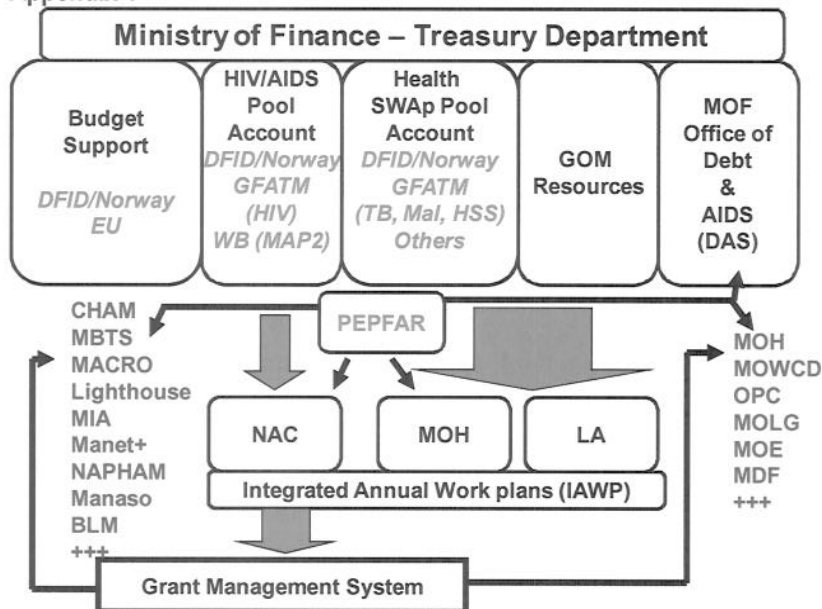 Ministry of Finance – Treasury Department
Budget
Support
DFID/Norway
EU
HIV/AIDS
Pool
Account
DFID/Norway
GFATM
(HIV)
WB (MAP2)
Health
SWAp Pool
Account
DFID/Norway
GFATM
(TB, Mal, HSS)
Others
GOM
Resources
MOF
Office of
Debt
&
AIDS
(DAS)
CHAM
MBTS
MACRO
Lighthouse
MIA
Manet+
NAPHAM
Manaso
BLM
+++
PEPFAR
NAC
MOH
LA
Integrated Annual Work plans (IAWP)
Grant Management System
MOH
MOWCD
OPC
MOLG
MOE
MDF
+++